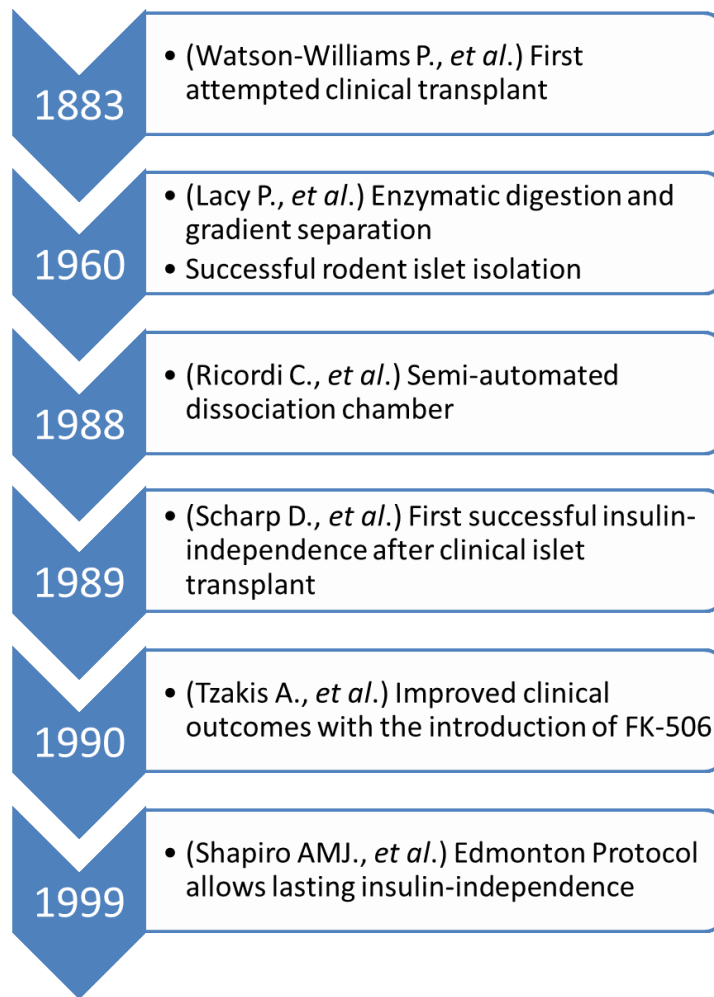 1883
• (Watson-Williams P., et al.) First
attempted clinical transplant
1960
• (Lacy P., et al.) Enzymatic digestion and
gradient separation
• Successful rodent islet isolation
1988
• (Ricordi C., et al.) Semi-automated
dissociation chamber
1989
• (Scharp D., et al.) First successful insulin-
independence after clinical islet
transplant
1990
• (Tzakis A., et al.) Improved clinical
outcomes with the introduction of FK-506
1999
• (Shapiro AMJ., et al.) Edmonton Protocol
allows lasting insulin-independence